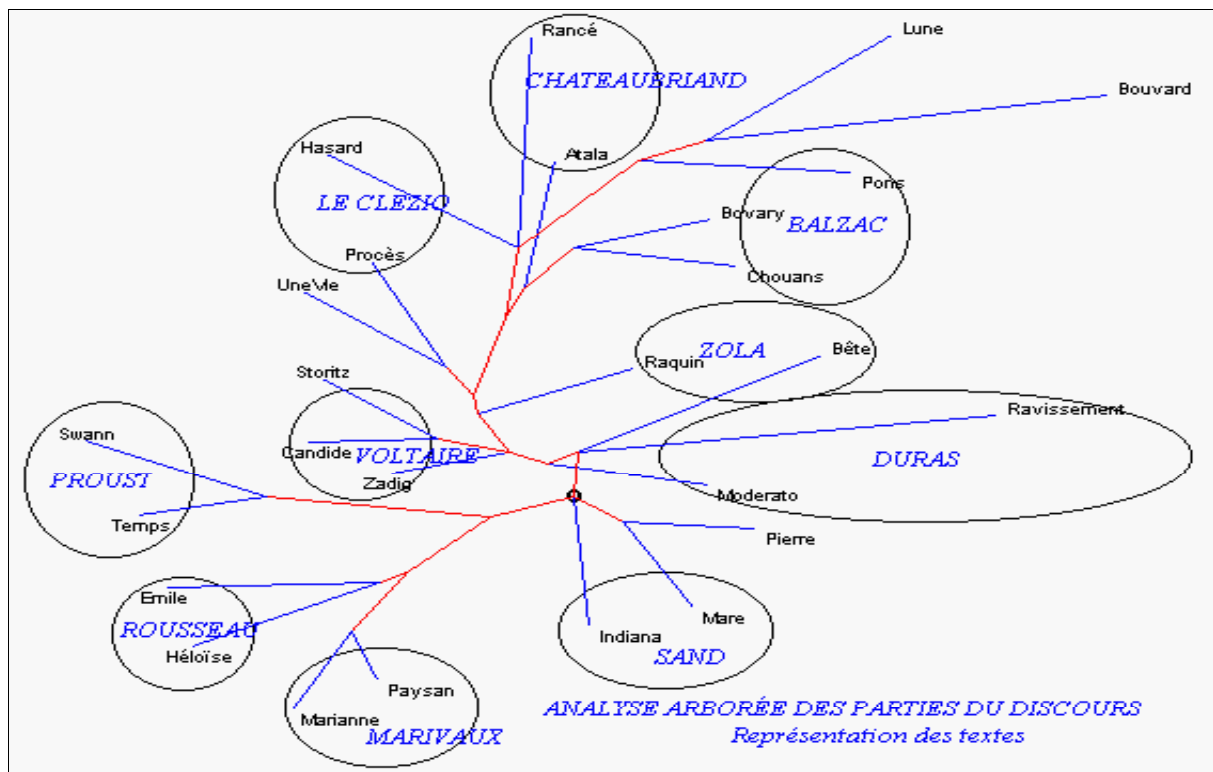 Rancé
Lune
CHATEAUBRIAND
Bouvard
Hasard
Atala
Pons
LE CLEZIO
Bovary
BALZAC
Procès
Chouans
UneVie
ZOLA
Bête
Raquin
Storitz
Ravissement
Swann
Candide
VOLTAIRE
DURAS
PROUST
Zadig
Moderato
Temps
Pierre
Emile
Mare
ROUSSEAU
Indiana
Héloïse
SAND
Paysan
Marianne
MARIVAUX
ANALYSE ARBORÉE DES PARTIES DU DISCOURS
Représentation des textes